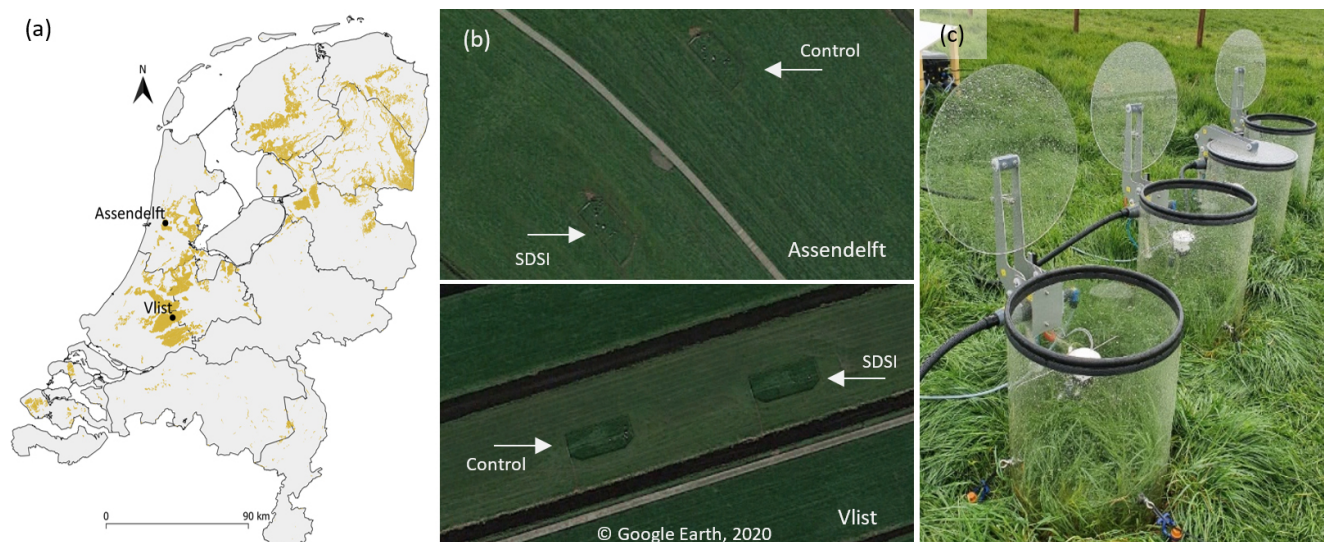 (a)
N
Assendelft
Vlist
0
90 km
(b)
Control
SDSI
Assendelft
SDSI
Control
Vlist
© Google Earth, 2020
(c)